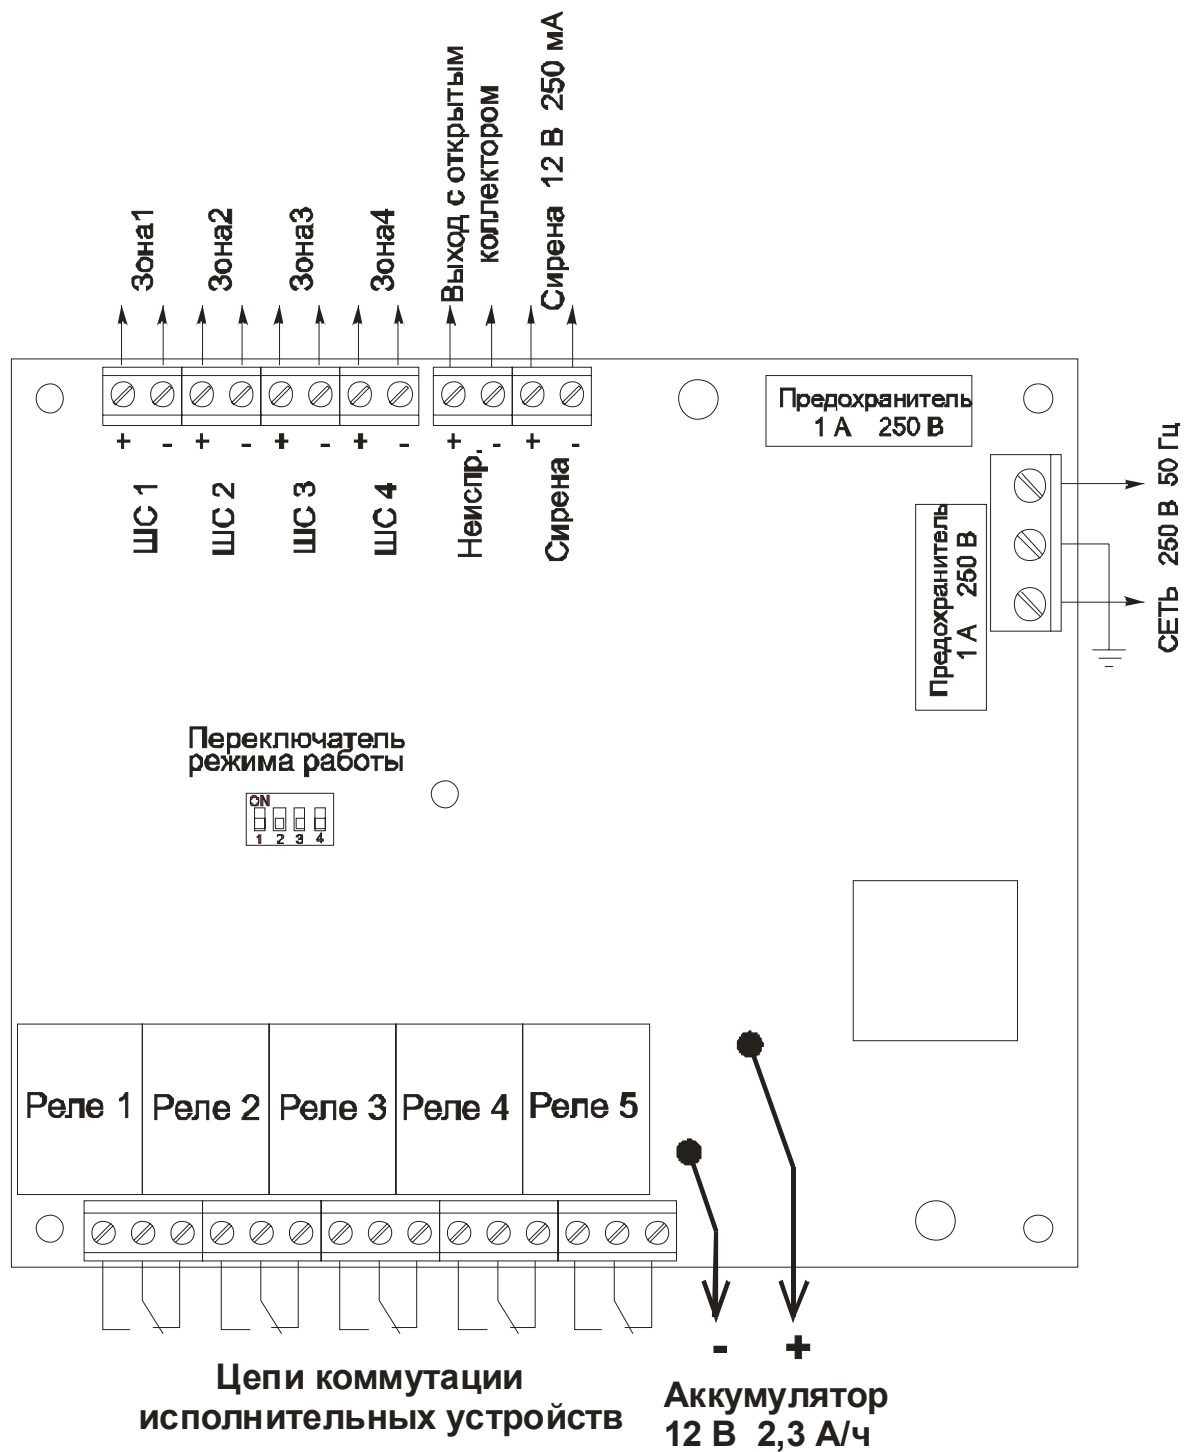 Зона1
Зона2
Зона3
Зона4
Выход с открытым
коллектором
Сирена 12 В 250 мА
+ - + - + - + - + - + -
ШС 1
ШС 2
ШС 3
ШС 4
Неиспр.
Сирена
Предохранитель
1 А 250 В
Предохранитель
1 А 250 В
СЕТЬ 250 В 50 Гц
Переключатель
режима работы
ON
1 2 3 4
Реле 1
Реле 2
Реле 3
Реле 4
Реле 5
- +
Цепи коммутации
исполнительных устройств
Аккумулятор
12 В 2,3 А/ч